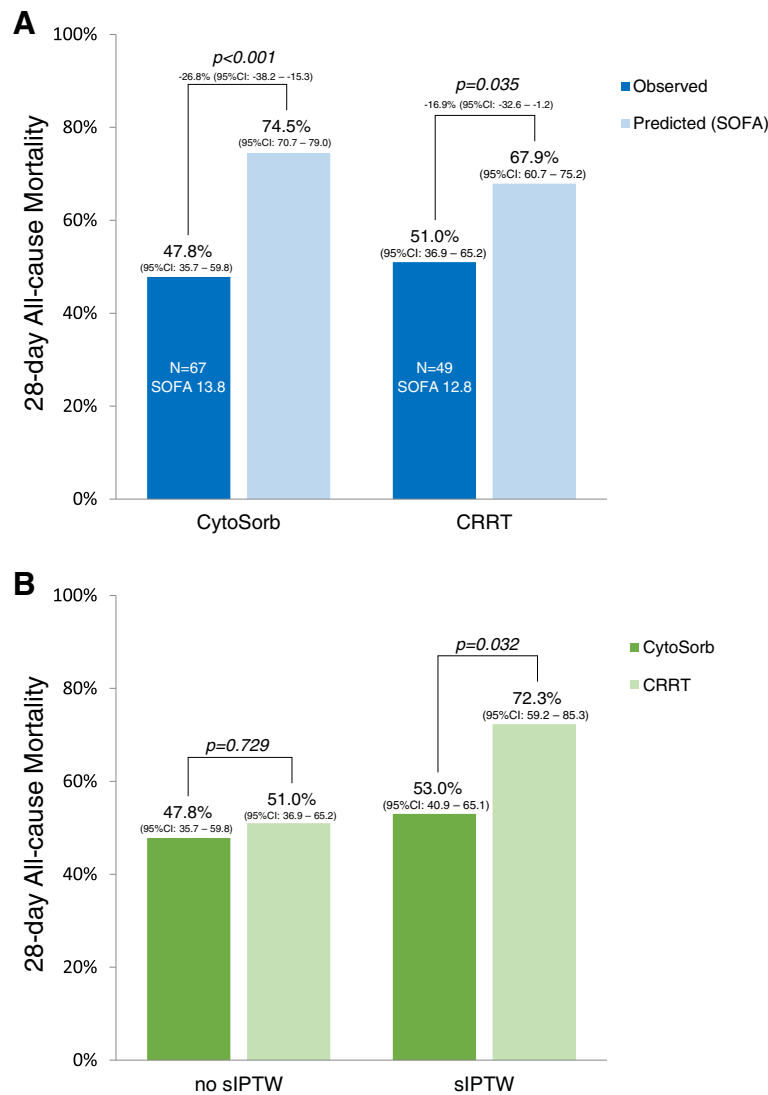 A
100%
80%
60%
40%
20%
0%
28-day All-cause Mortality
p<0.001
-26.8% (95%CI: -38.2 – -15.3)
74.5%
(95%CI: 70.7 – 79.0)
47.8%
(95%CI: 35.7 – 59.8)
N=67
SOFA 13.8
p=0.035
-16.9% (95%CI: -32.6 – -1.2)
67.9%
(95%CI: 60.7 – 75.2)
51.0%
(95%CI: 36.9 – 65.2)
N=49
SOFA 12.8
CytoSorb
CRRT
Observed
Predicted (SOFA)
B
100%
80%
60%
40%
20%
0%
28-day All-cause Mortality
p=0.729
47.8%
(95%CI: 35.7 – 59.8)
51.0%
(95%CI: 36.9 – 65.2)
p=0.032
53.0%
(95%CI: 40.9 – 65.1)
72.3%
(95%CI: 59.2 – 85.3)
no sIPTW
sIPTW
CytoSorb
CRRT